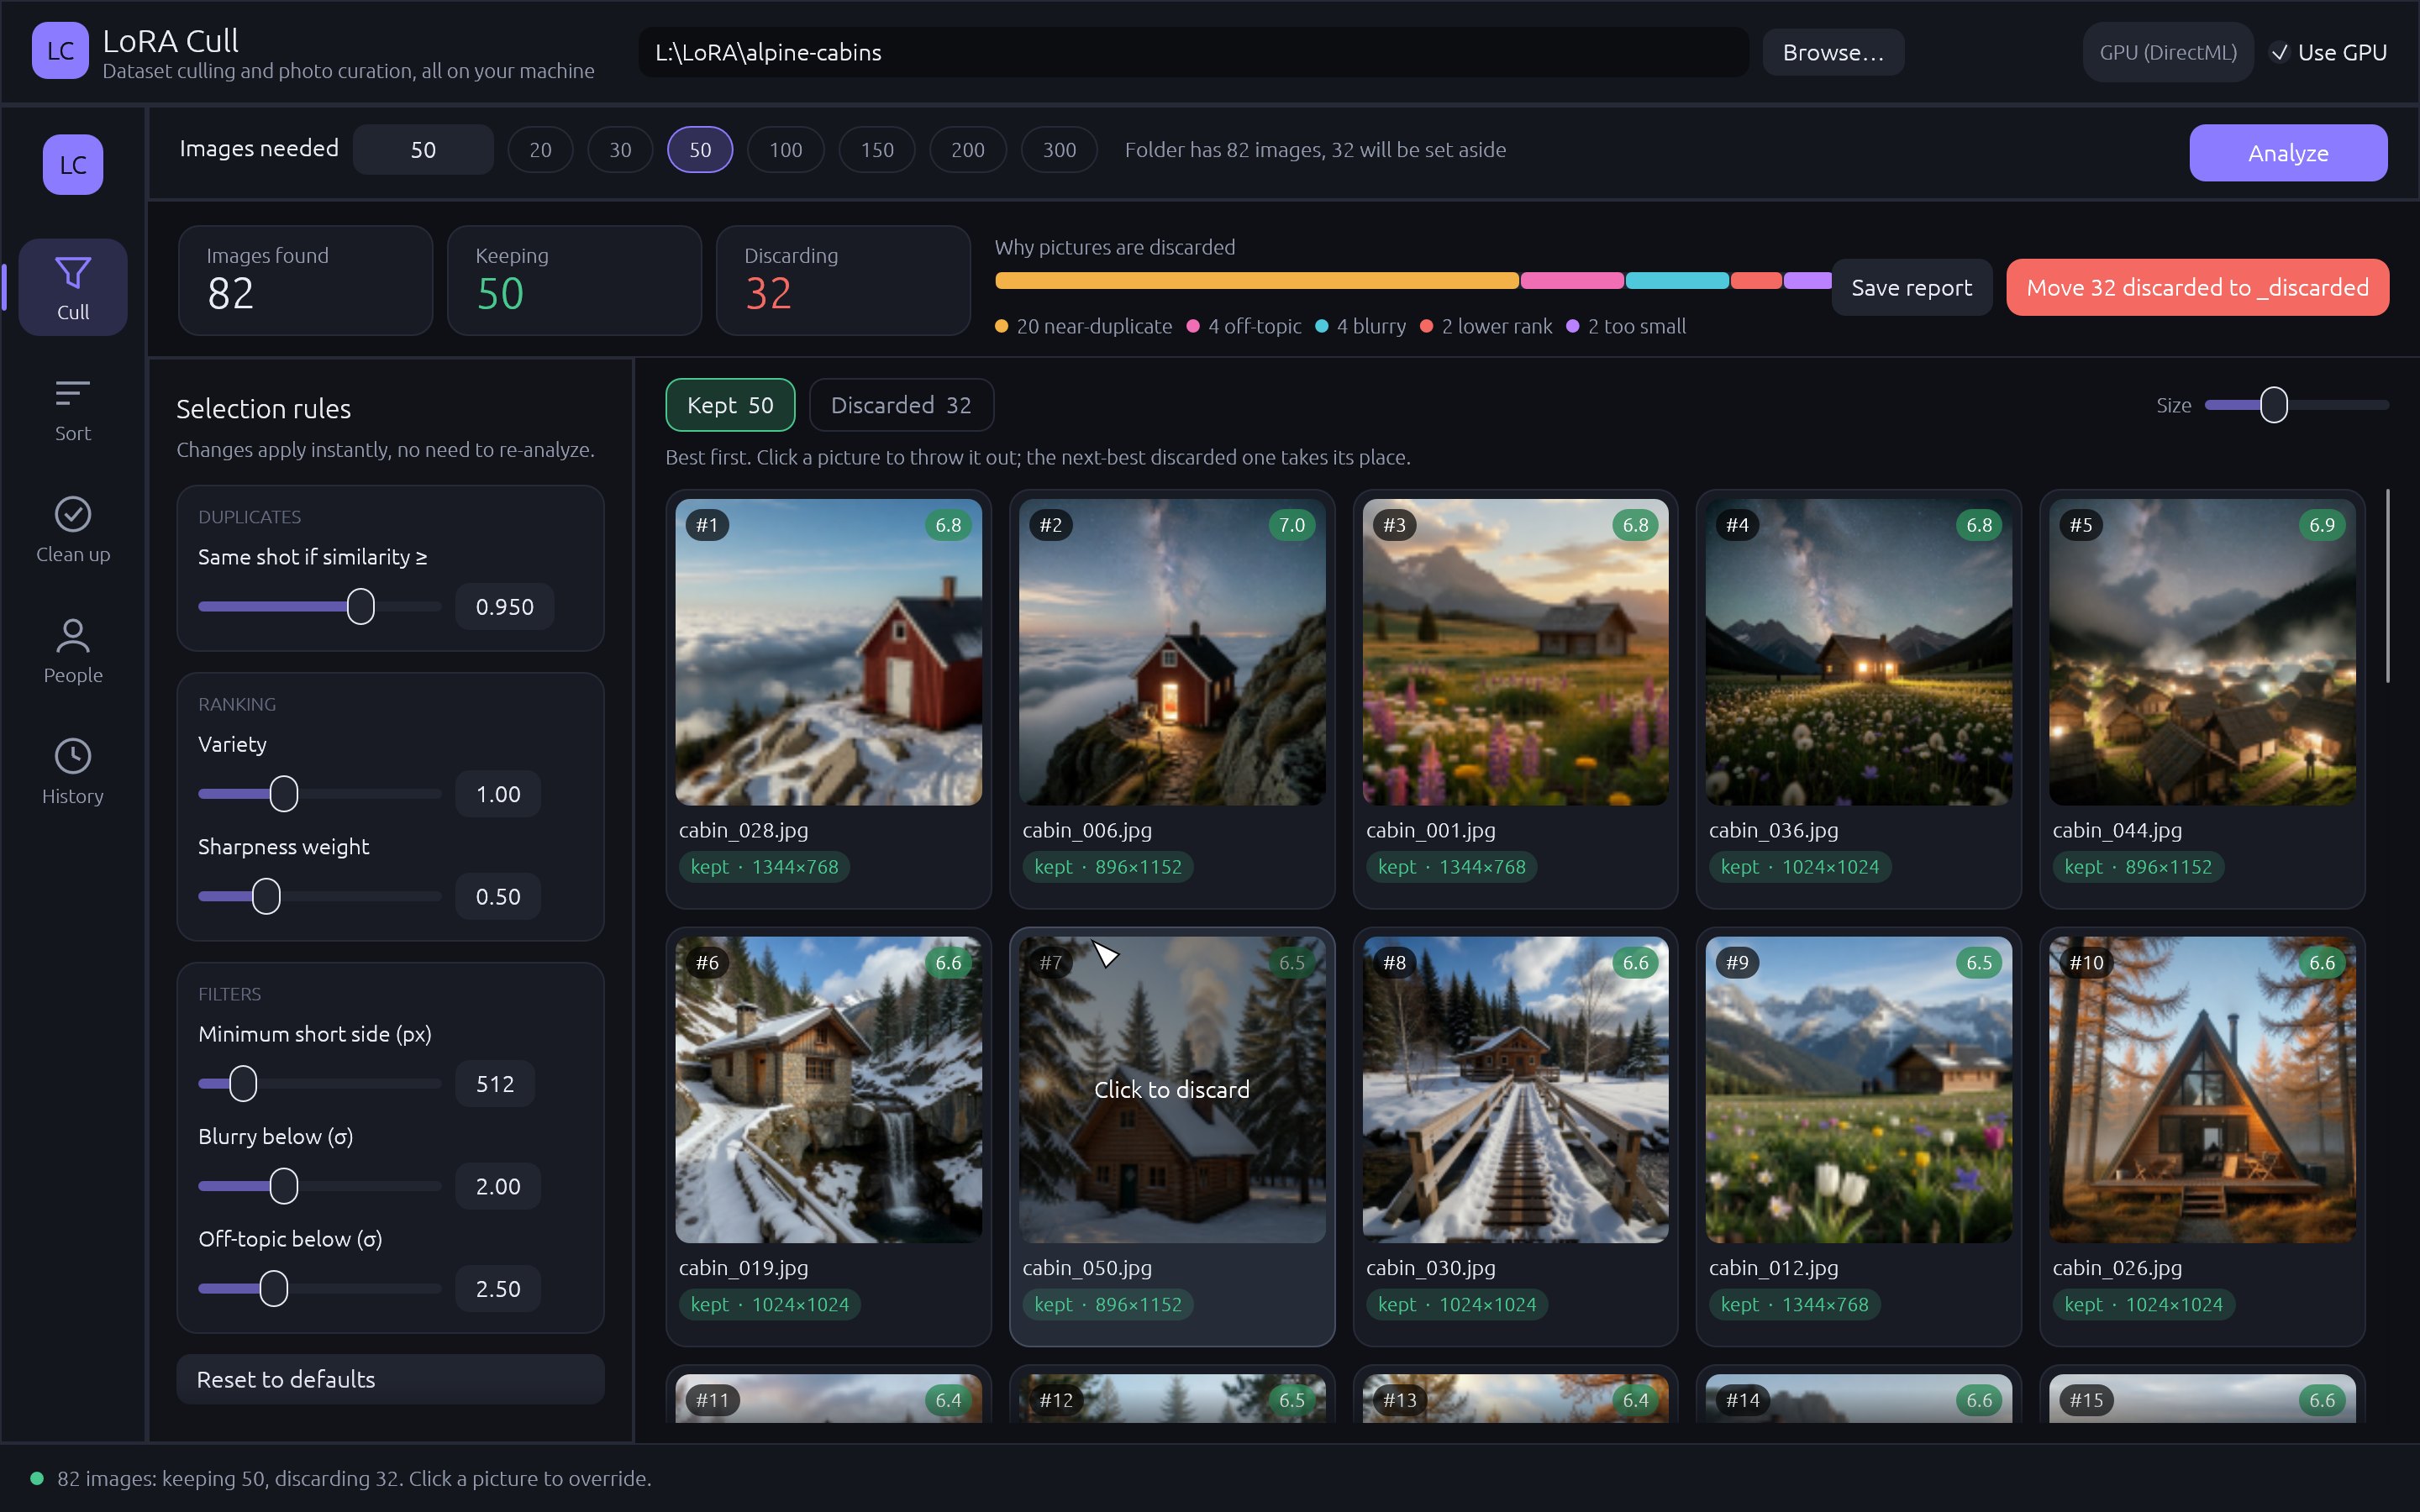 LC
LoRA Cull
Dataset culling and photo curation, all on your machine
L:\LoRA\alpine-cabins
Browse...
GPU (DirectML)
Use GPU
LC
Cull
Sort
Clean up
People
History
Images needed
50
20
30
50
100
150
200
300
Folder has 82 images, 32 will be set aside
Analyze
Images found
82
Keeping
50
Discarding
32
Why pictures are discarded
20 near-duplicate
4 off-topic
4 blurry
2 lower rank
2 too small
Save report
Move 32 discarded to _discarded
Selection rules
Changes apply instantly, no need to re-analyze.
DUPLICATES
Same shot if similarity ≥
0.950
RANKING
Variety
1.00
Sharpness weight
0.50
FILTERS
Minimum short side (px)
512
Blurry below (σ)
2.00
Off-topic below (σ)
2.50
Reset to defaults
Kept 50
Discarded 32
Size
Best first. Click a picture to throw it out; the next-best discarded one takes its place.
#1
6.8
cabin_028.jpg
kept · 1344×768
#2
7.0
cabin_006.jpg
kept · 896×1152
#3
6.8
cabin_001.jpg
kept · 1344×768
#4
6.8
cabin_036.jpg
kept · 1024×1024
#5
6.9
cabin_044.jpg
kept · 896×1152
#6
6.6
cabin_019.jpg
kept · 1024×1024
#7
6.5
Click to discard
cabin_050.jpg
kept · 896×1152
#8
6.6
cabin_030.jpg
kept · 1024×1024
#9
6.5
cabin_012.jpg
kept · 1344×768
#10
6.6
cabin_026.jpg
kept · 1024×1024
#11
6.4
#12
6.5
#13
6.4
#14
6.6
#15
6.6
82 images: keeping 50, discarding 32. Click a picture to override.